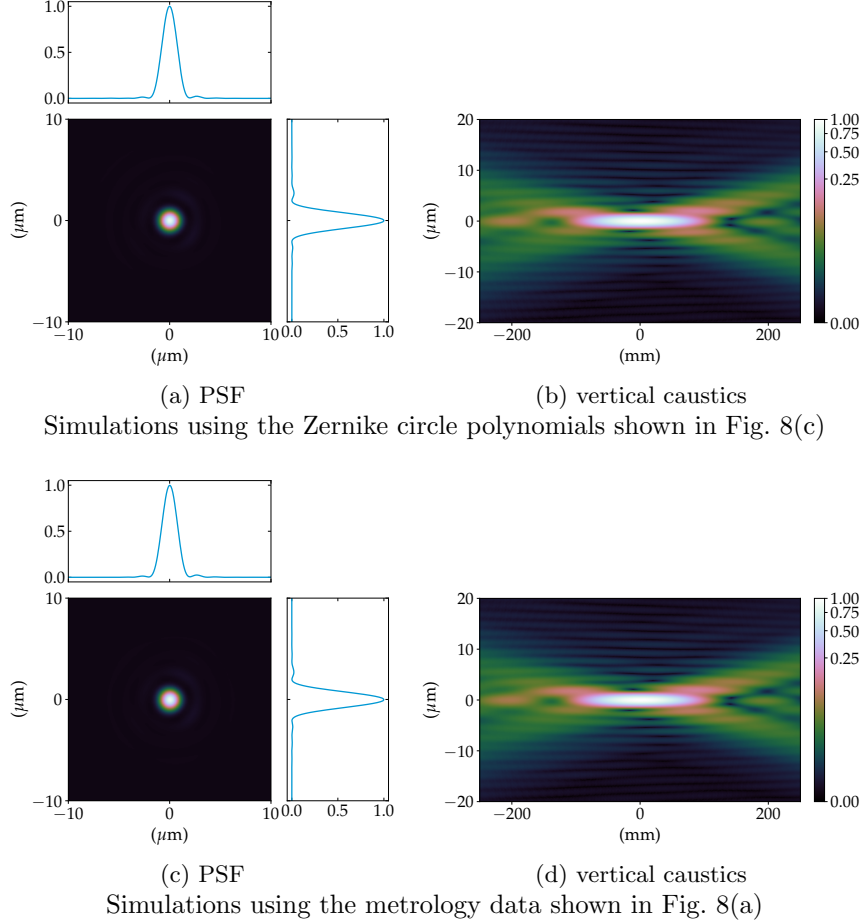 1.0
0.5
0.0
10
0
−10
(µm)
−10 0 10
(µm)
0.0 0.5 1.0
20
10
0
−10
−20
(µm)
−200 0 200
(mm)
1.00
0.75
0.50
0.25
0.00
(a) PSF
(b) vertical caustics
Simulations using the Zernike circle polynomials shown in Fig. 8(c)
1.0
0.5
0.0
10
0
−10
(µm)
−10 0 10
(µm)
0.0 0.5 1.0
20
10
0
−10
−20
(µm)
−200 0 200
(mm)
1.00
0.75
0.50
0.25
0.00
(c) PSF
(d) vertical caustics
Simulations using the metrology data shown in Fig. 8(a)